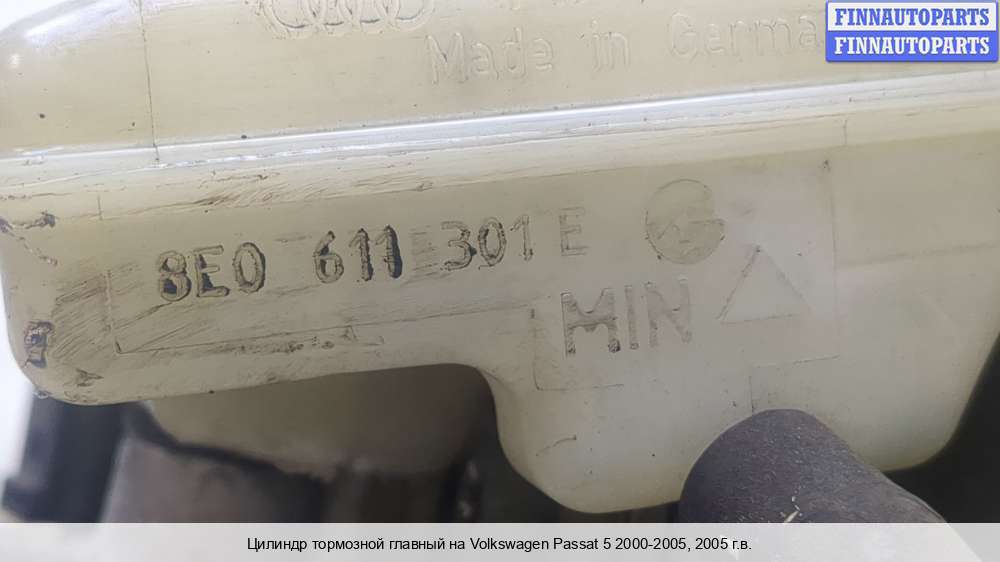 FINNAUTOPARTS
FINNAUTOPARTS
Made in Germa
8E0 611 301 E
MIN
Цилиндр тормозной главный на Volkswagen Passat 5 2000-2005, 2005 г.в.